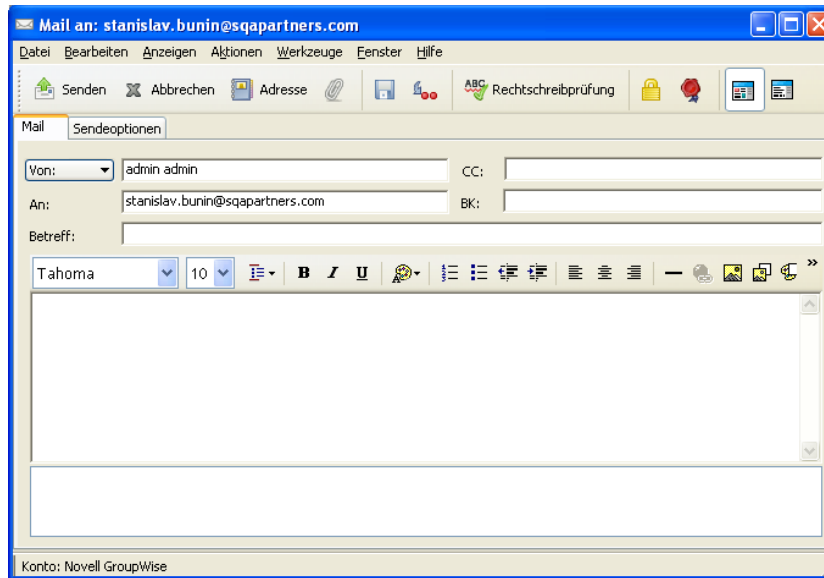 Mail an: stanislav.bunin@sqapartners.com
Datei Bearbeiten Anzeigen Aktionen Werkzeuge Fenster Hilfe
Senden Abbrechen Adresse ABC Rechtschreibprüfung
Mail Sendeoptionen
Von: admin admin CC:
An: stanislav.bunin@sqapartners.com BK:
Betreff:
Tahoma 10 B I U
Konto: Novell GroupWise